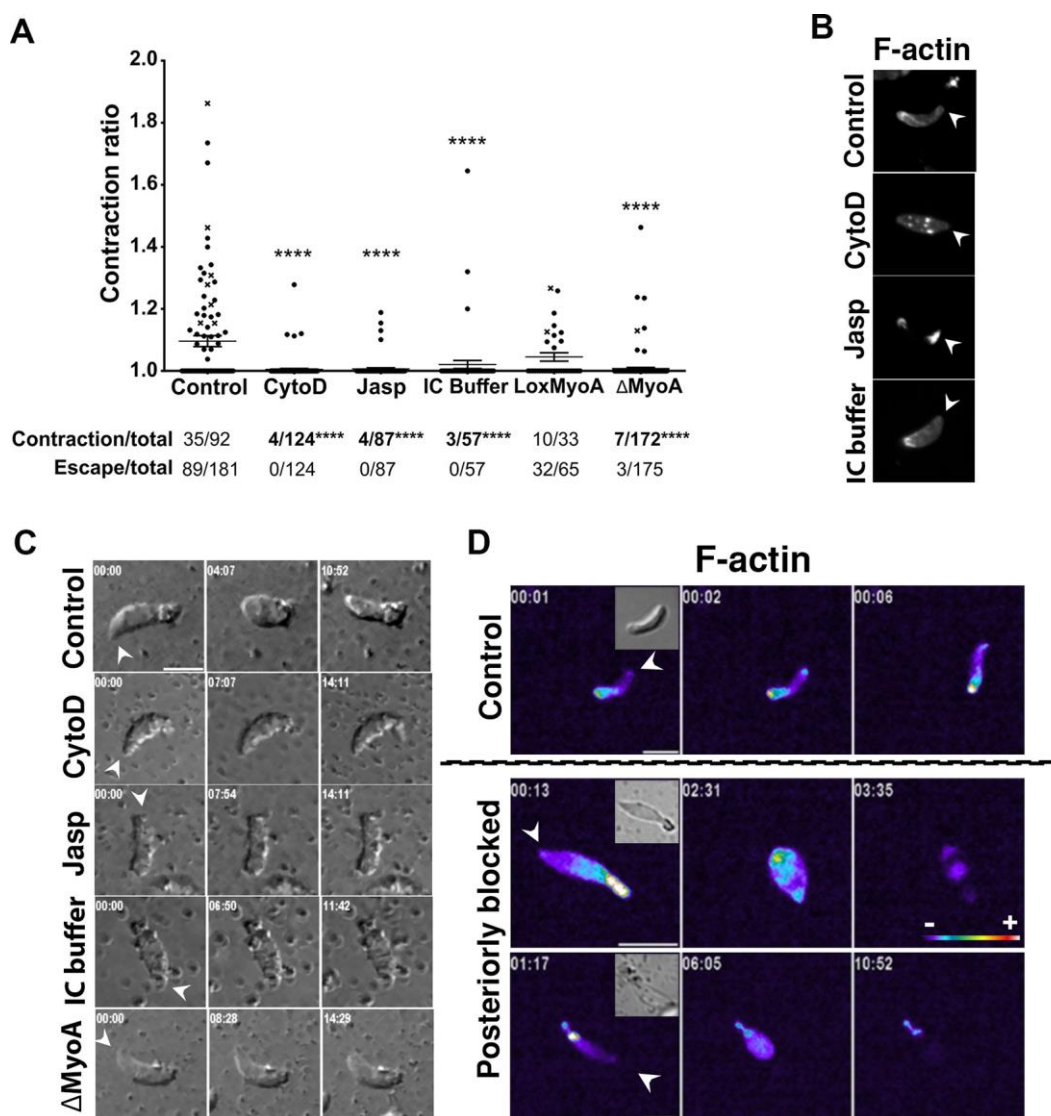 A
Contraction ratio
2.0
1.8
1.6
1.4
1.2
1.0
****
****
****
****
Control CytoD Jasp IC Buffer LoxMyoA ΔMyoA
Contraction/total 35/92 4/124**** 4/87**** 3/57**** 10/33 7/172****
Escape/total 89/181 0/124 0/87 0/57 32/65 3/175
B
F-actin
Control
CytoD
Jasp
IC buffer
C
Control
00:00 04:07 10:52
CytoD
00:00 07:07 14:11
Jasp
00:00 07:54 14:11
IC buffer
00:00 06:50 11:42
ΔMyoA
00:00 08:28 14:29
D
F-actin
Control
00:01 00:02 00:06
Posteriorly blocked
00:13 02:31 03:35
- +
01:17 06:05 10:52